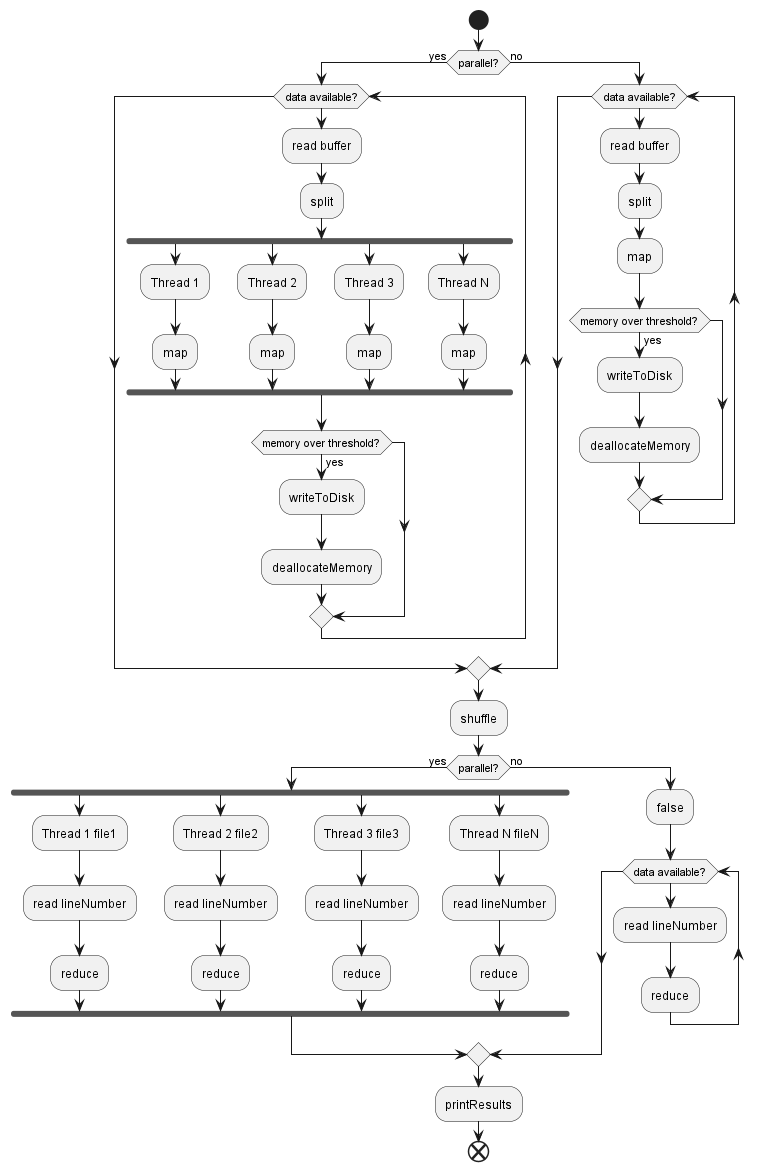 parallel?
yes
no
data available?
read buffer
split
Thread 1
Thread 2
Thread 3
Thread N
map
map
map
map
memory over threshold?
yes
writeToDisk
deallocateMemory
data available?
read buffer
split
map
memory over threshold?
yes
writeToDisk
deallocateMemory
shuffle
parallel?
yes
no
Thread 1 file1
Thread 2 file2
Thread 3 file3
Thread N fileN
read lineNumber
read lineNumber
read lineNumber
read lineNumber
reduce
reduce
reduce
reduce
false
data available?
read lineNumber
reduce
printResults